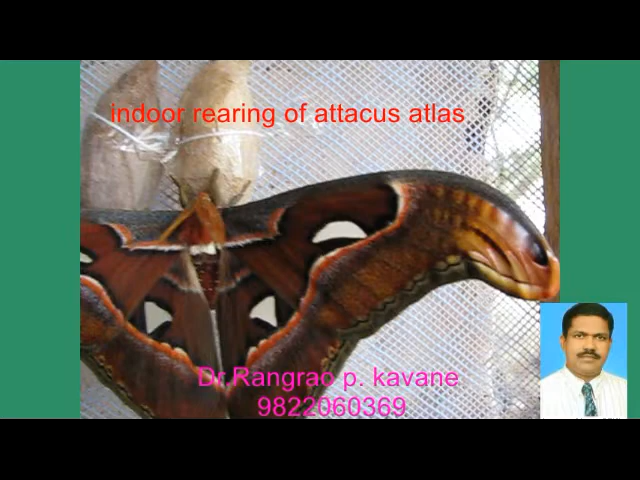 indoor rearing of attacus atlas
Dr.Rangrao p. kavane
9822060369